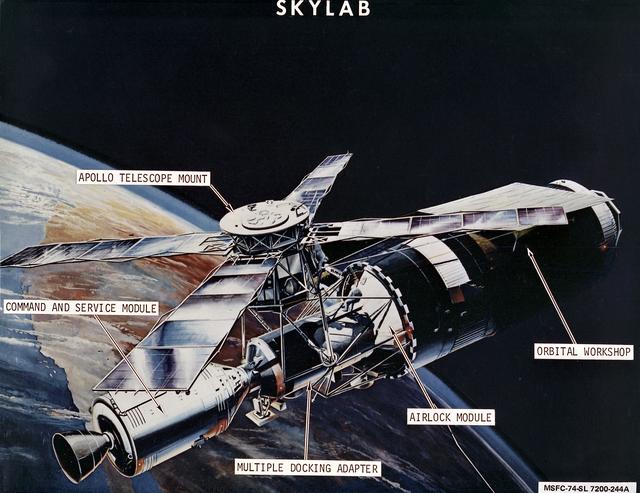 SKYLAB
APOLLO TELESCOPE MOUNT
COMMAND AND SERVICE MODULE
ORBITAL WORKSHOP
AIRLOCK MODULE
MULTIPLE DOCKING ADAPTER
MSFC-74-SL 7200-244A